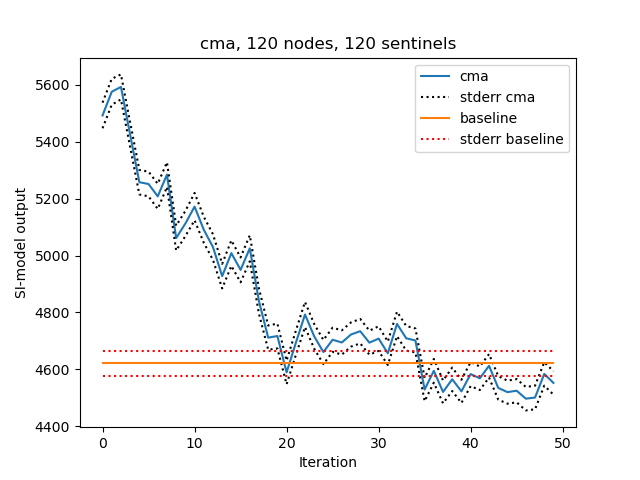 cma, 120 nodes, 120 sentinels
cma
stderr cma
baseline
stderr baseline
SI-model output
5600
5400
5200
5000
4800
4600
4400
0 10 20 30 40 50
Iteration